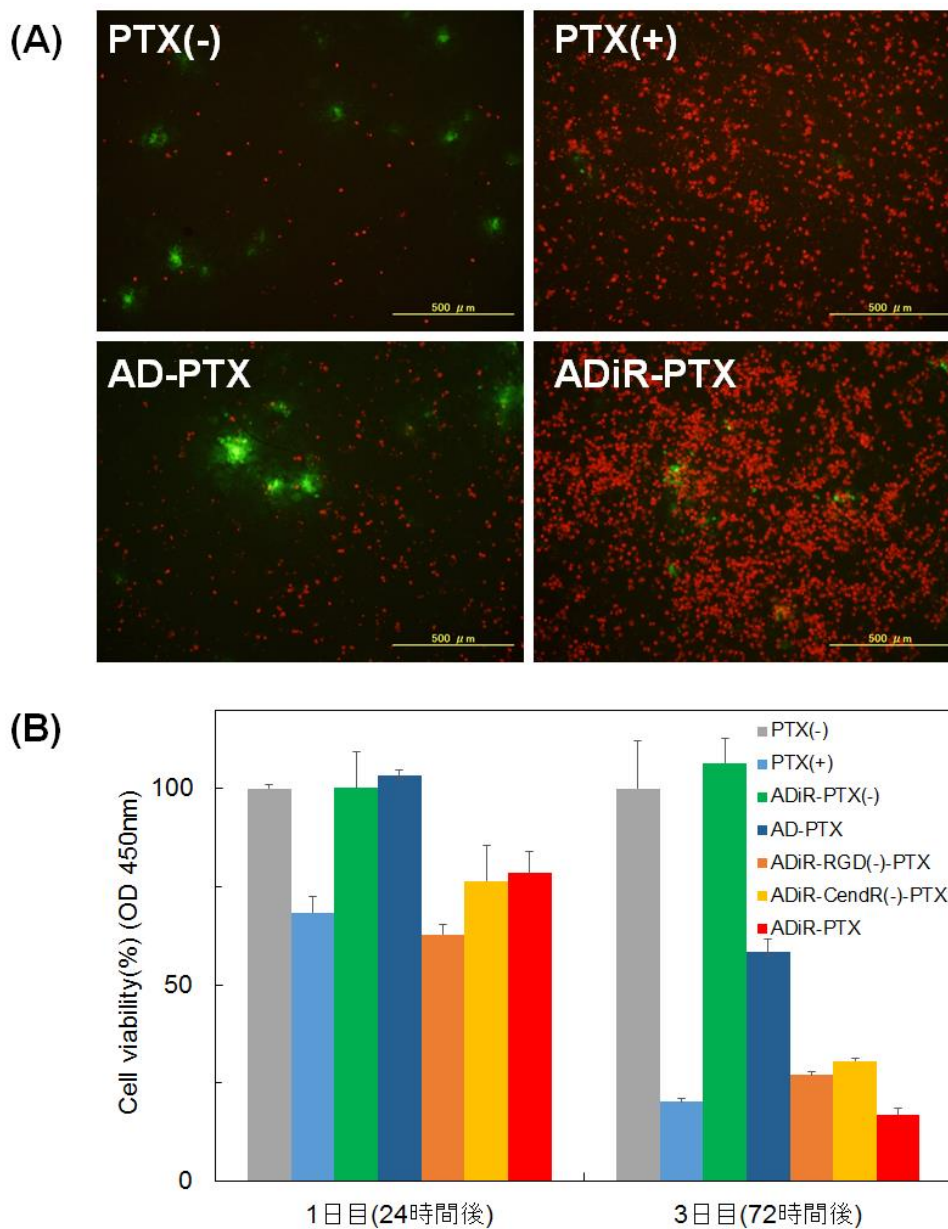 (A)
PTX(-)
PTX(+)
500 μm
500 μm
AD-PTX
ADiR-PTX
500 μm
500 μm
(B)
Cell viability(%) (OD 450nm)
100
50
0
PTX(-)
PTX(+)
ADiR-PTX(-)
AD-PTX
ADiR-RGD(-)-PTX
ADiR-CendR(-)-PTX
ADiR-PTX
1日目(24時間後)
3日目(72時間後)